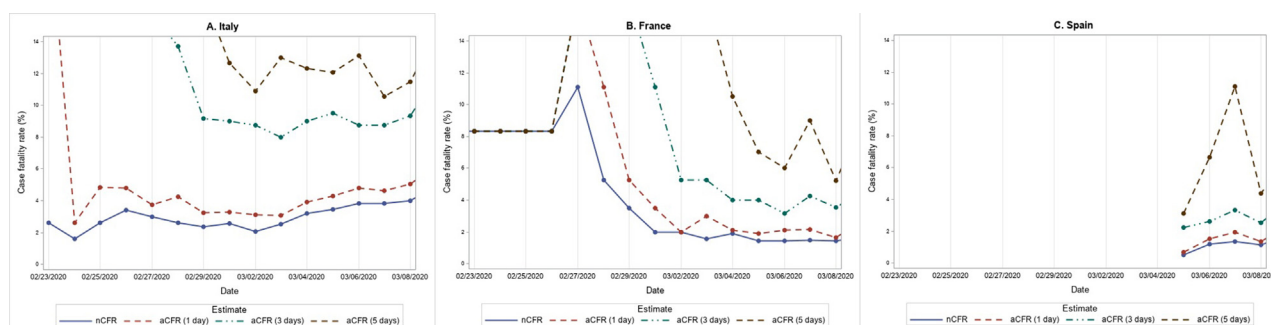 A. Italy
14
12
10
8
6
4
2
0
Case fatality rate (%)
02/23/2020 02/25/2020 02/27/2020 02/29/2020 03/02/2020 03/04/2020 03/06/2020 03/08/2020
Date
Estimate
nCFR aCFR (1 day) aCFR (3 days) aCFR (5 days)
B. France
14
12
10
8
6
4
2
0
Case fatality rate (%)
02/23/2020 02/25/2020 02/27/2020 02/29/2020 03/02/2020 03/04/2020 03/06/2020 03/08/2020
Date
Estimate
nCFR aCFR (1 day) aCFR (3 days) aCFR (5 days)
C. Spain
14
12
10
8
6
4
2
0
Case fatality rate (%)
02/23/2020 02/25/2020 02/27/2020 02/29/2020 03/02/2020 03/04/2020 03/06/2020 03/08/2020
Date
Estimate
nCFR aCFR (1 day) aCFR (3 days) aCFR (5 days)